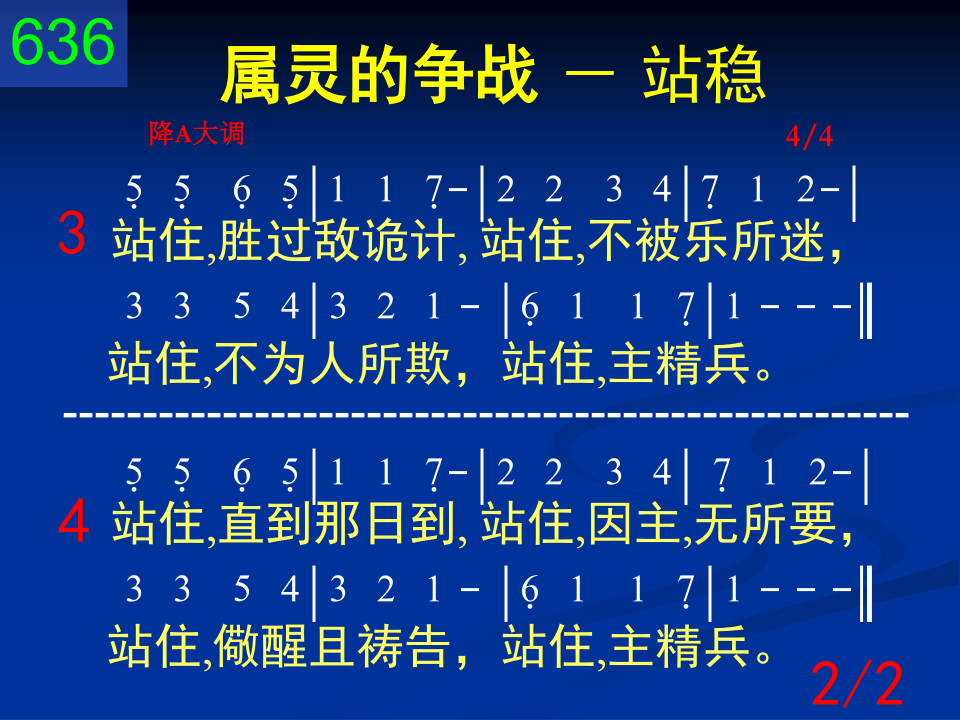 636
属灵的争战 － 站稳
降A大调 4/4
5̣ 5̣ 6̣ 5̣|1 1 7̣-|2 2 3 4|7̣ 1 2-|
3 站住,胜过敌诡计, 站住,不被乐所迷，
3 3 5 4|3 2 1 - |6̣ 1 1 7̣|1 - - -‖
站住,不为人所欺，站住,主精兵。
-----------------------------------------------------
5̣ 5̣ 6̣ 5̣|1 1 7̣-|2 2 3 4| 7̣ 1 2-|
4 站住,直到那日到, 站住,因主,无所要，
3 3 5 4|3 2 1 - |6̣ 1 1 7̣|1 - - -‖
站住,儆醒且祷告，站住,主精兵。
2/2